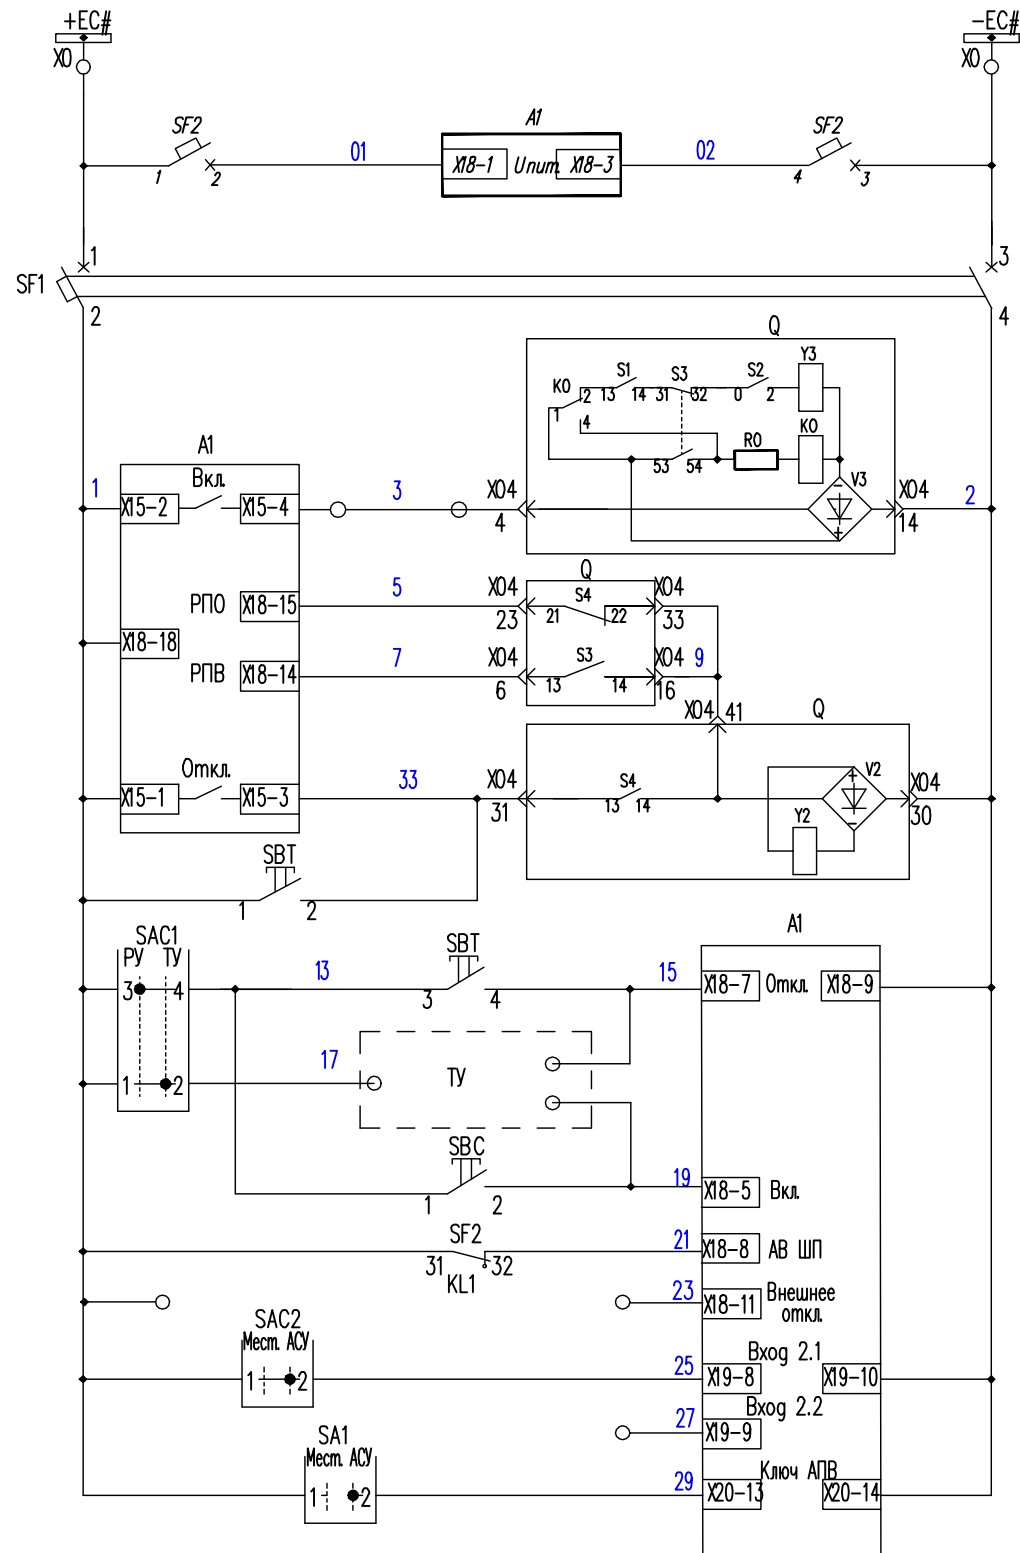 +EC#
-EC#
X0
X0
A1
SF2
SF2
01
02
X18-1
Uпит.
X18-3
1
2
4
3
1
3
SF1
2
4
Q
Y3
S1
S3
S2
K0
2
13
14
31
32
0
2
1
4
K0
R0
53
54
V3
A1
Вкл.
1
3
X04
X04
2
X15-2
X15-4
4
14
Q
5
X04
S4
X04
РПО
X18-15
23
21
22
33
X18-18
7
X04
S3
X04
9
РПВ
X18-14
6
13
14
16
X04
41
Q
Откл.
33
X04
S4
V2
X04
X15-1
X15-3
31
13
14
30
Y2
SBT
1
2
A1
SAC1
РУ
ТУ
SBT
13
15
3
4
3
4
X18-7
Откл.
X18-9
17
ТУ
1
2
SBC
19
X18-5
Вкл.
1
2
SF2
21
X18-8
АВ ШП
31
32
KL1
23
X18-11
Внешнее
откл.
SAC2
Мест. АСУ
Вход 2.1
25
1
2
X19-8
X19-10
Вход 2.2
27
X19-9
SA1
Мест. АСУ
Ключ АПВ
29
1
2
X20-13
X20-14